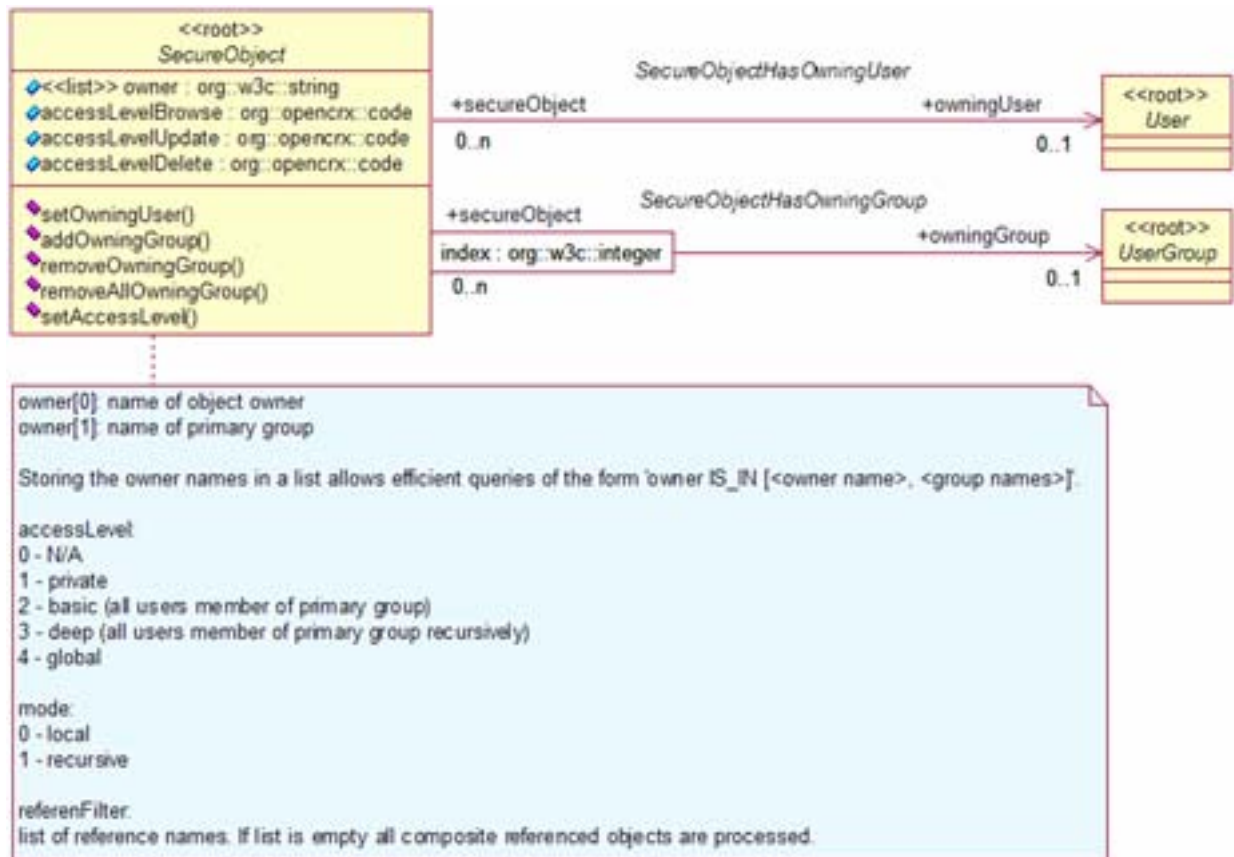 <<root>>
SecureObject
<<list>> owner : org::w3c::string
accessLevelBrowse : org::opencrx::code
accessLevelUpdate : org::opencrx::code
accessLevelDelete : org::opencrx::code
setOwningUser()
addOwningGroup()
removeOwningGroup()
removeAllOwningGroup()
setAccessLevel()
SecureObjectHasOwningUser
+secureObject
+owningUser
0..n
0..1
<<root>>
User
SecureObjectHasOwningGroup
+secureObject
+owningGroup
index : org::w3c::integer
0..n
0..1
<<root>>
UserGroup
owner[0]: name of object owner
owner[1]: name of primary group
Storing the owner names in a list allows efficient queries of the form 'owner IS_IN [<owner name>, <group names>]'.
accessLevel:
0 - N/A
1 - private
2 - basic (all users member of primary group)
3 - deep (all users member of primary group recursively)
4 - global
mode:
0 - local
1 - recursive
referenFilter:
list of reference names. If list is empty all composite referenced objects are processed.